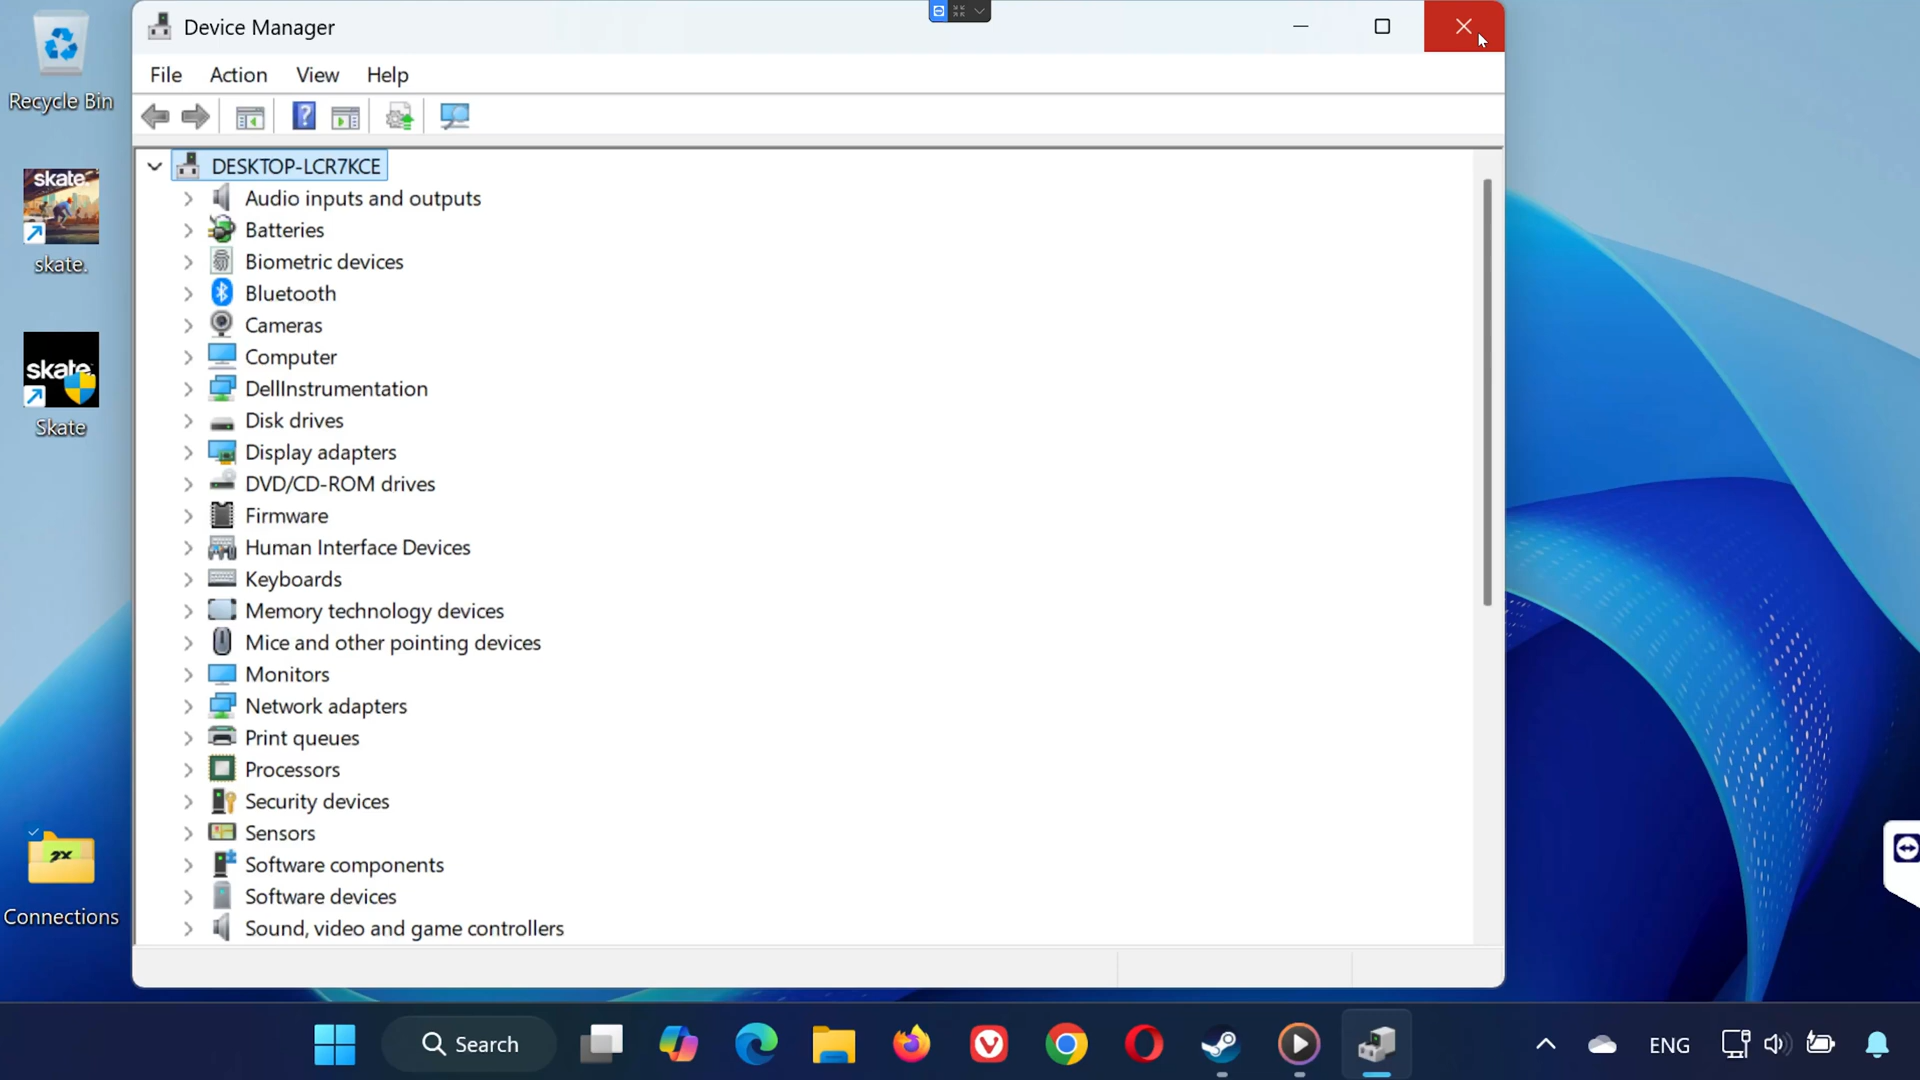 Device Manager
File Action View Help
DESKTOP-LCR7KCE
Audio inputs and outputs
Batteries
Biometric devices
Bluetooth
Cameras
Computer
DellInstrumentation
Disk drives
Display adapters
DVD/CD-ROM drives
Firmware
Human Interface Devices
Keyboards
Memory technology devices
Mice and other pointing devices
Monitors
Network adapters
Print queues
Processors
Security devices
Sensors
Software components
Software devices
Sound, video and game controllers
Recycle Bin
skate.
skate.
skate.
Skate
2X
Connections
Search
ENG